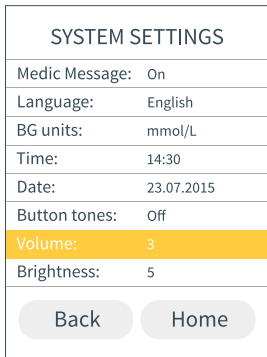 SYSTEM SETTINGS
Medic Message: On
Language: English
BG units: mmol/L
Time: 14:30
Date: 23.07.2015
Button tones: Off
Volume: 3
Brightness: 5
Back Home